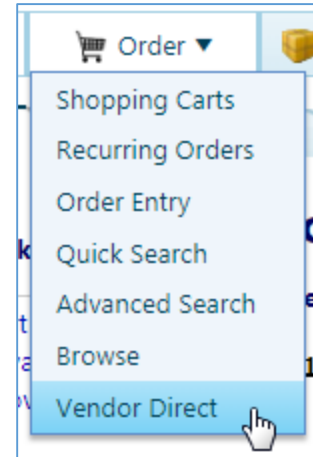 Order ▼
Shopping Carts
Recurring Orders
Order Entry
Quick Search
Advanced Search
Browse
Vendor Direct